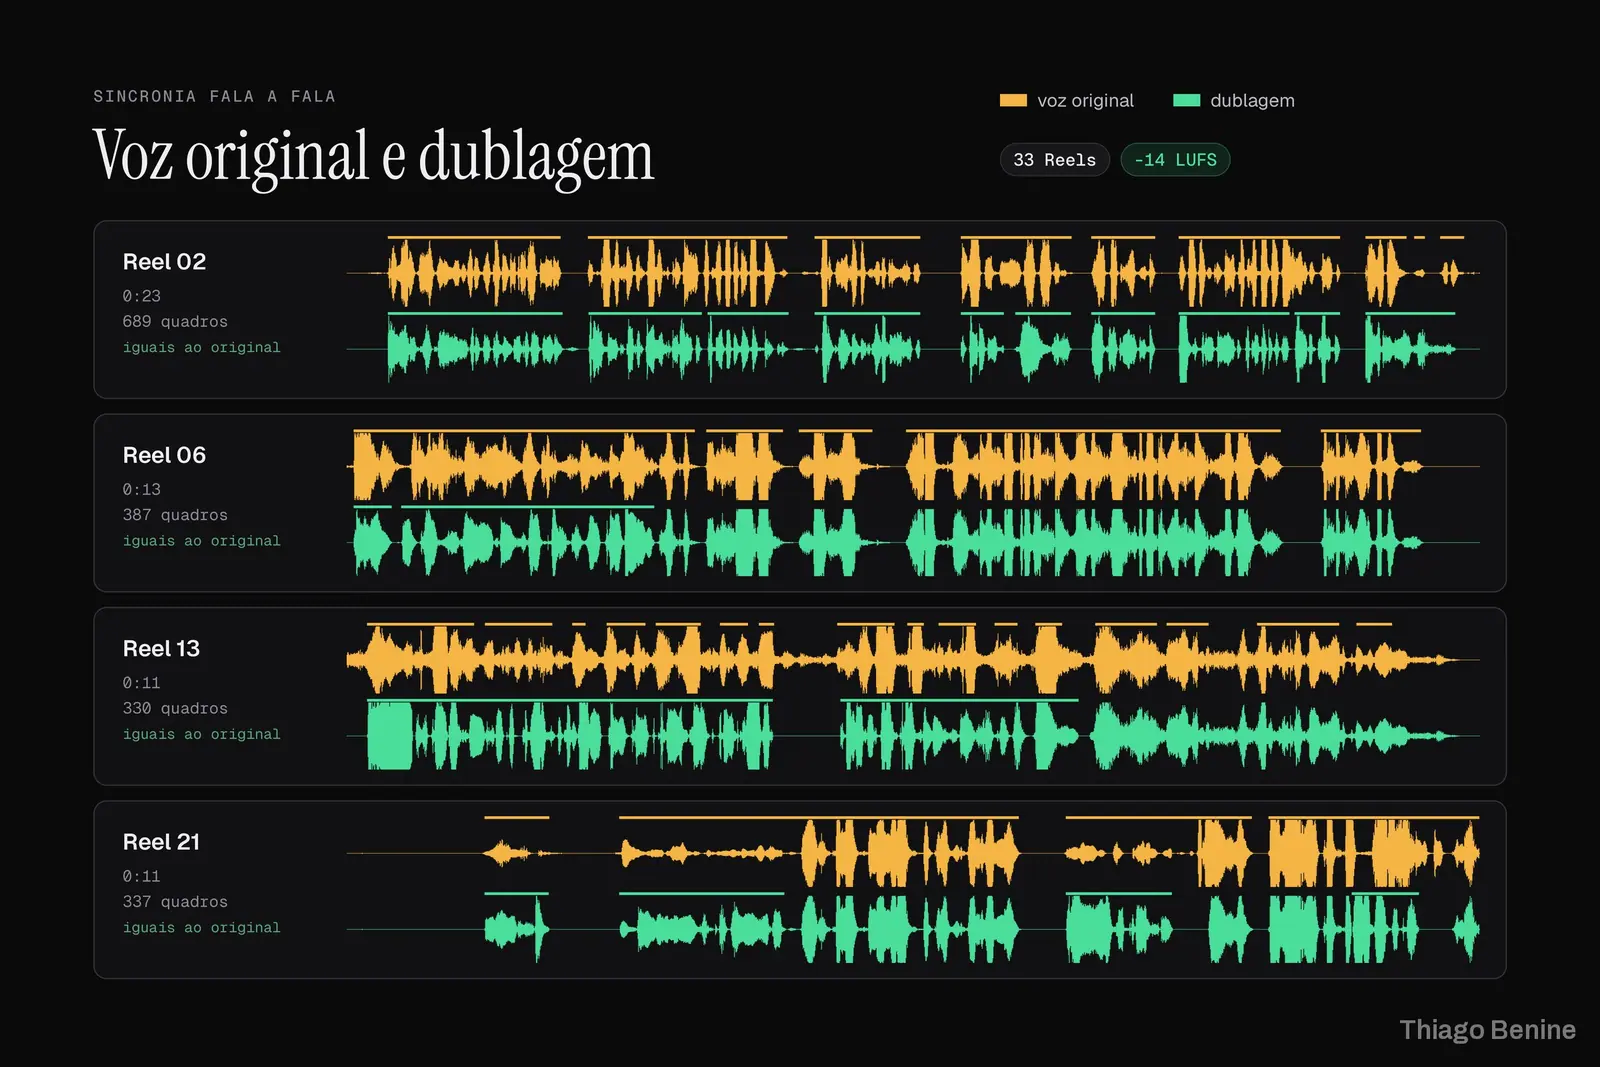 SINCRONIA FALA A FALA
Voz original e dublagem
voz original
dublagem
33 Reels
-14 LUFS
Reel 02
0:23
689 quadros
iguais ao original
Reel 06
0:13
387 quadros
iguais ao original
Reel 13
0:11
330 quadros
iguais ao original
Reel 21
0:11
337 quadros
iguais ao original
Thiago Benine